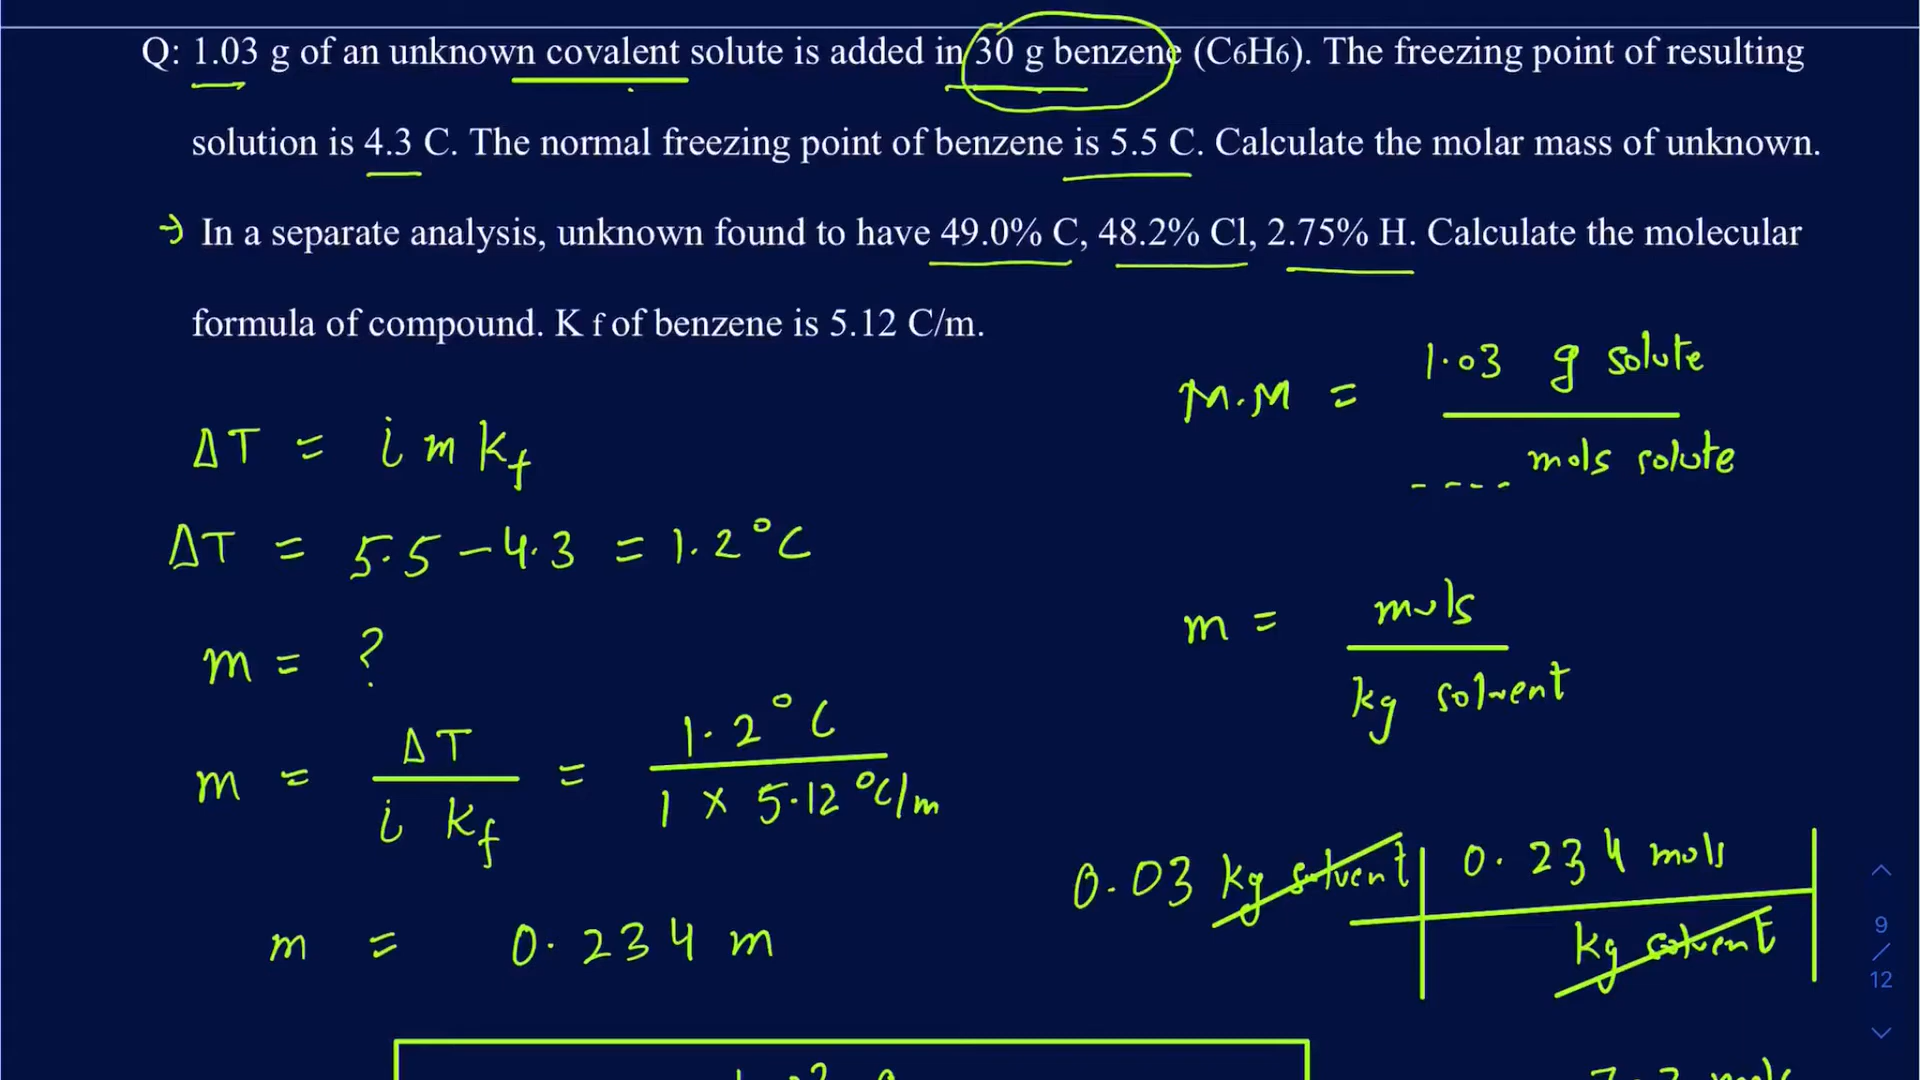 Q: 1.03 g of an unknown covalent solute is added in 30 g benzene (C6H6). The freezing point of resulting
solution is 4.3 C. The normal freezing point of benzene is 5.5 C. Calculate the molar mass of unknown.
→ In a separate analysis, unknown found to have 49.0% C, 48.2% Cl, 2.75% H. Calculate the molecular
formula of compound. K f of benzene is 5.12 C/m.
M.M = 1.03 g solute
---- mols solute
ΔT = i m kf
ΔT = 5.5 - 4.3 = 1.2 °C
m = ?
m = mols
kg solvent
m = ΔT = 1.2 °C
i kf 1 x 5.12 °C/m
0.03 kg solvent 0.234 mols
kg solvent
m = 0.234 m
9
/
12